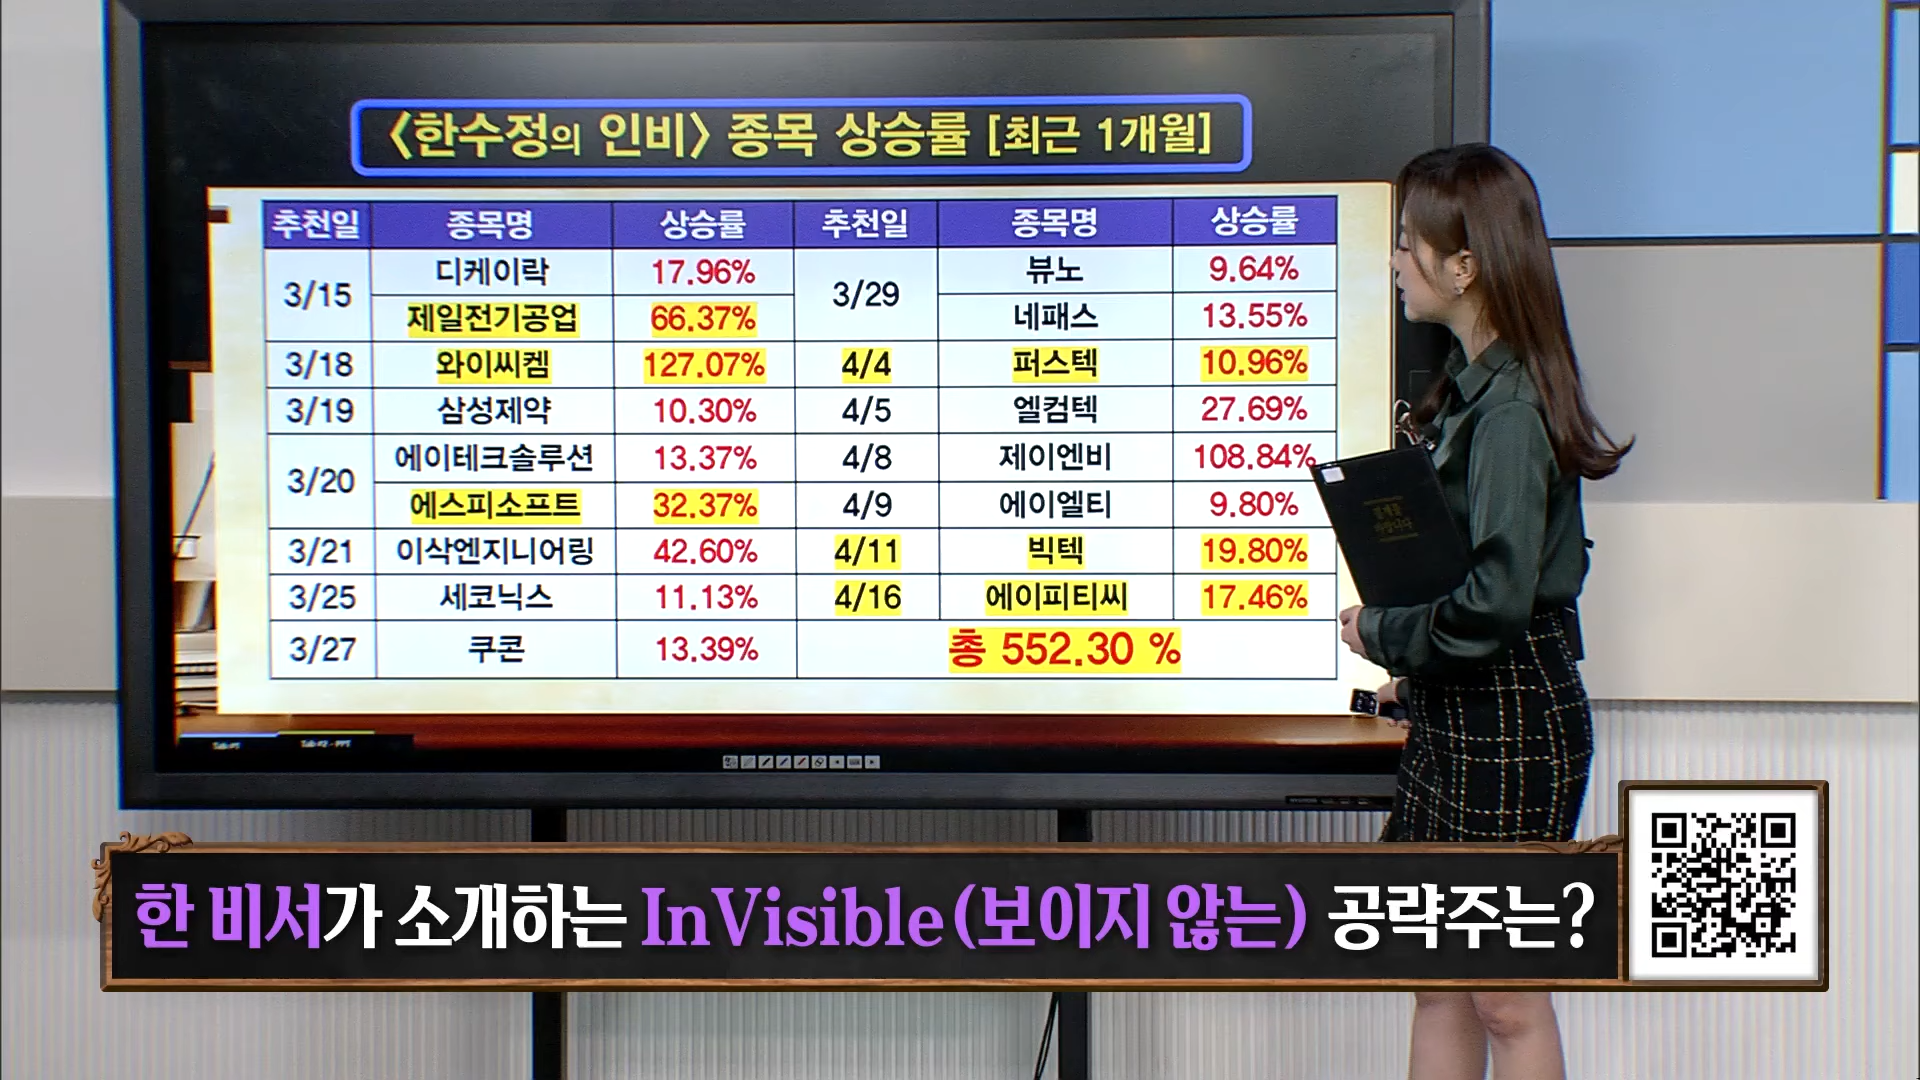 <한수정의 인비> 종목 상승률 [최근 1개월]
추천일 종목명 상승률 추천일 종목명 상승률
3/15 디케이락 17.96% 3/29 뷰노 9.64%
제일전기공업 66.37% 네패스 13.55%
3/18 와이씨켐 127.07% 4/4 퍼스텍 10.96%
3/19 삼성제약 10.30% 4/5 엘컴텍 27.69%
3/20 에이테크솔루션 13.37% 4/8 제이엔비 108.84%
에스피소프트 32.37% 4/9 에이엘티 9.80%
3/21 이삭엔지니어링 42.60% 4/11 빅텍 19.80%
3/25 세코닉스 11.13% 4/16 에이피티씨 17.46%
3/27 쿠콘 13.39% 총 552.30 %
결재를
바랍니다
한 비서가 소개하는 InVisible(보이지 않는) 공략주는?